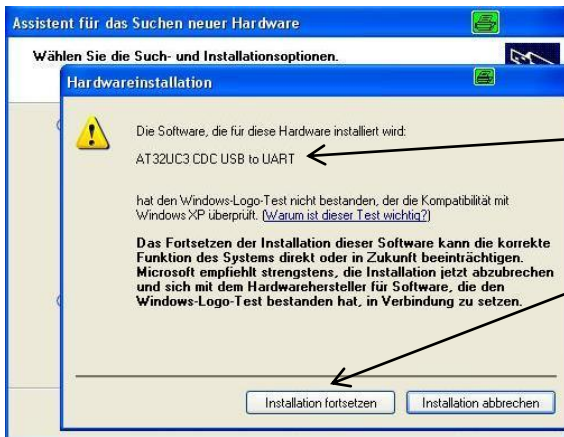 Assistent für das Suchen neuer Hardware
Wählen Sie die Such- und Installationsoptionen.
Hardwareinstallation
Die Software, die für diese Hardware installiert wird:
AT32UC3 CDC USB to UART
hat den Windows-Logo-Test nicht bestanden, der die Kompatibilität mit
Windows XP überprüft. (Warum ist dieser Test wichtig?)
Das Fortsetzen der Installation dieser Software kann die korrekte
Funktion des Systems direkt oder in Zukunft beeinträchtigen.
Microsoft empfiehlt strengstens, die Installation jetzt abzubrechen
und sich mit dem Hardwarehersteller für Software, die den
Windows-Logo-Test bestanden hat, in Verbindung zu setzen.
Installation fortsetzen
Installation abbrechen